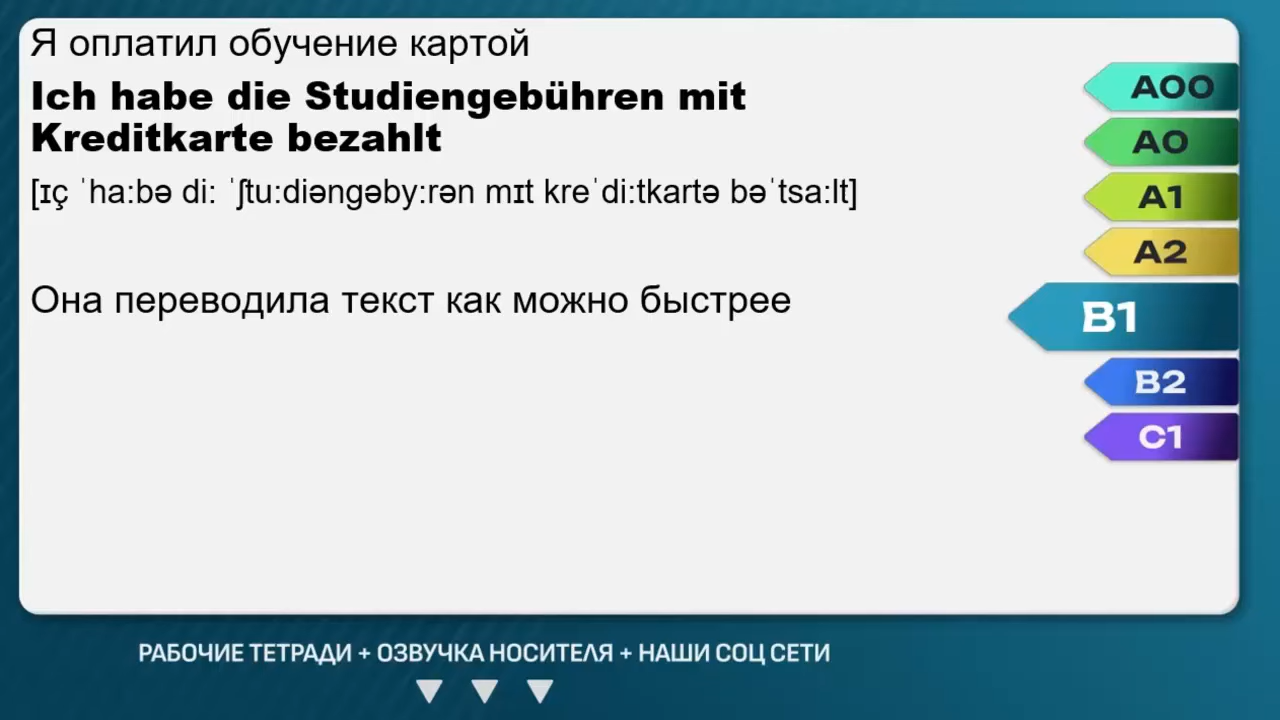 Я оплатил обучение картой
Ich habe die Studiengebühren mit
Kreditkarte bezahlt
[ɪç ˈha:bə di: ˈʃtu:diəngəby:rən mɪt kreˈdi:tkartə bəˈtsa:lt]
Она переводила текст как можно быстрее
A00
A0
A1
A2
B1
B2
C1
РАБОЧИЕ ТЕТРАДИ + ОЗВУЧКА НОСИТЕЛЯ + НАШИ СОЦ СЕТИ